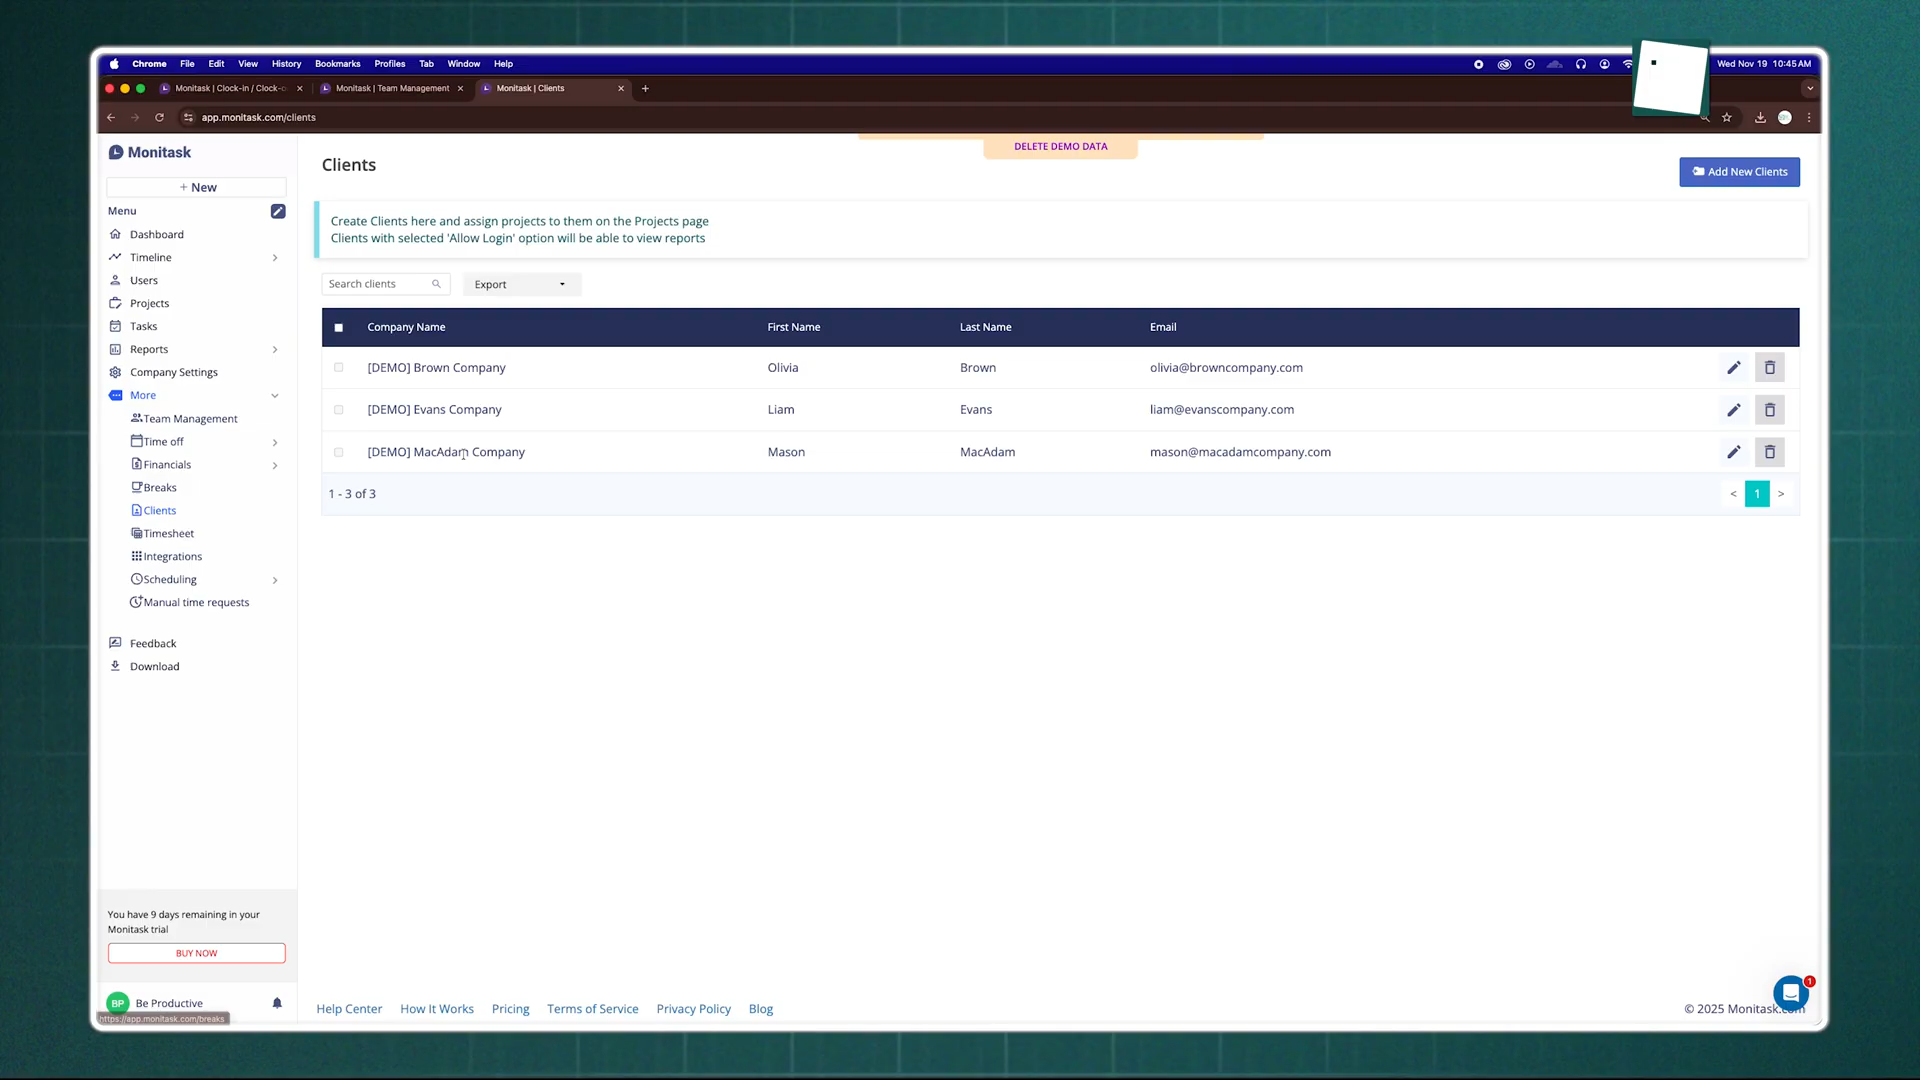 Chrome File Edit View History Bookmarks Profiles Tab Window Help
Wed Nov 19 10:45AM
Monitask | Clock-in / Clock-o
Monitask | Team Management
Monitask | Clients
app.monitask.com/clients
Monitask
+ New
Menu
Dashboard
Timeline
Users
Projects
Tasks
Reports
Company Settings
More
Team Management
Time off
Financials
Breaks
Clients
Timesheet
Integrations
Scheduling
Manual time requests
Feedback
Download
You have 9 days remaining in your
Monitask trial
BUY NOW
BP Be Productive
https://app.monitask.com/breaks
DELETE DEMO DATA
Clients
Add New Clients
Create Clients here and assign projects to them on the Projects page
Clients with selected 'Allow Login' option will be able to view reports
Search clients
Export
Company Name First Name Last Name Email
[DEMO] Brown Company Olivia Brown olivia@browncompany.com
[DEMO] Evans Company Liam Evans liam@evanscompany.com
[DEMO] MacAdam Company Mason MacAdam mason@macadamcompany.com
1 - 3 of 3
< 1 >
Help Center How It Works Pricing Terms of Service Privacy Policy Blog
© 2025 Monitask.com
1